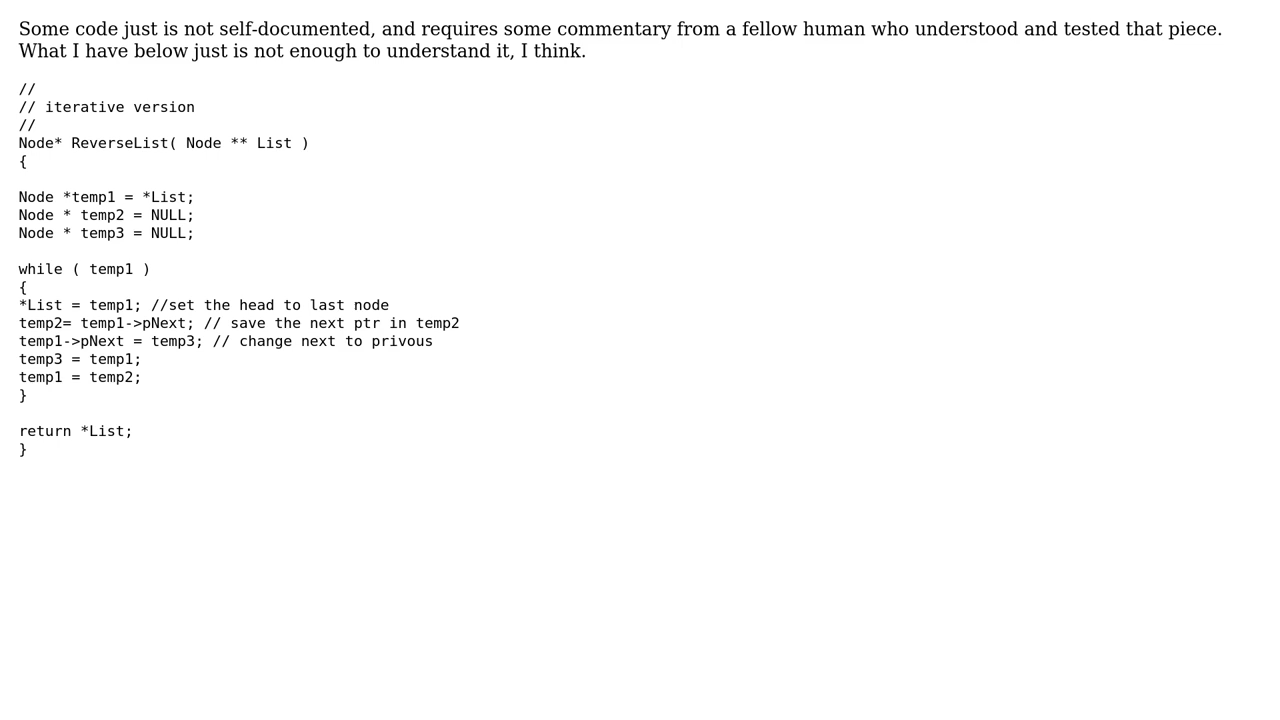 Some code just is not self-documented, and requires some commentary from a fellow human who understood and tested that piece.
What I have below just is not enough to understand it, I think.
//
// iterative version
//
Node* ReverseList( Node ** List )
{
Node *temp1 = *List;
Node * temp2 = NULL;
Node * temp3 = NULL;
while ( temp1 )
{
*List = temp1; //set the head to last node
temp2= temp1->pNext; // save the next ptr in temp2
temp1->pNext = temp3; // change next to privous
temp3 = temp1;
temp1 = temp2;
}
return *List;
}